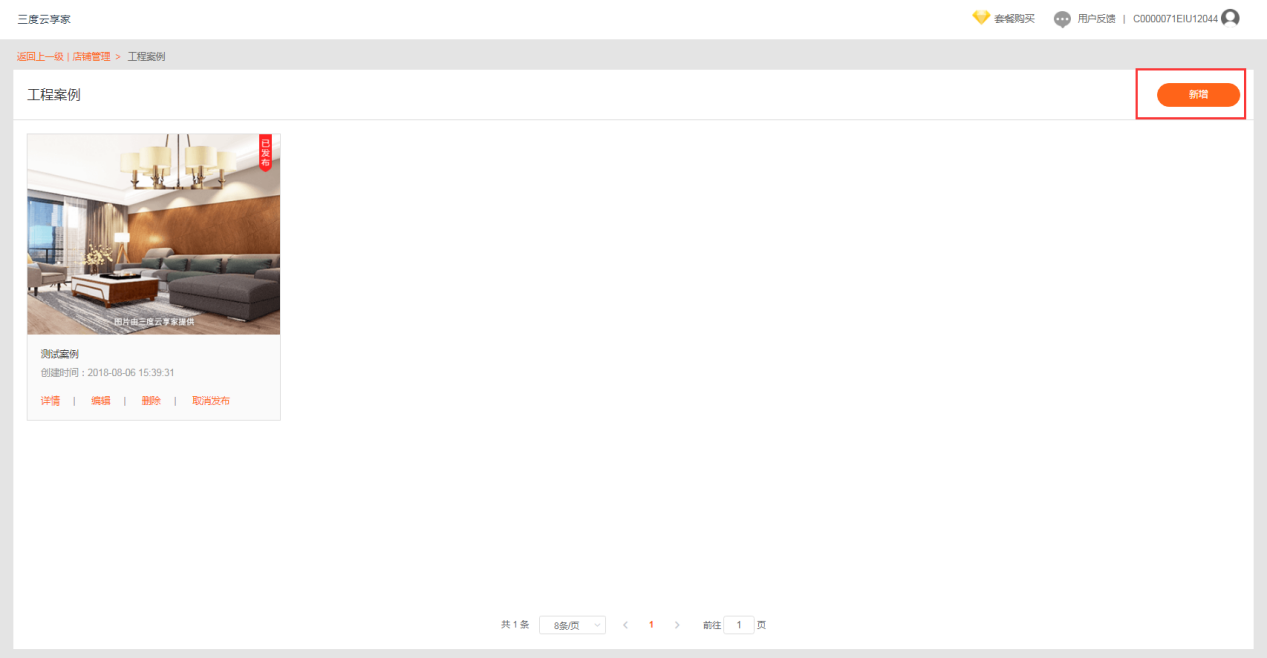 三度云享家
套餐购买 用户反馈 | C0000071EIU12044
返回上一级 | 店铺管理 > 工程案例
工程案例
新增
已发布
图片由三度云享家提供
测试案例
创建时间：2018-08-06 15:39:31
详情 | 编辑 | 删除 | 取消发布
共 1 条 8条/页 < 1 > 前往 1 页